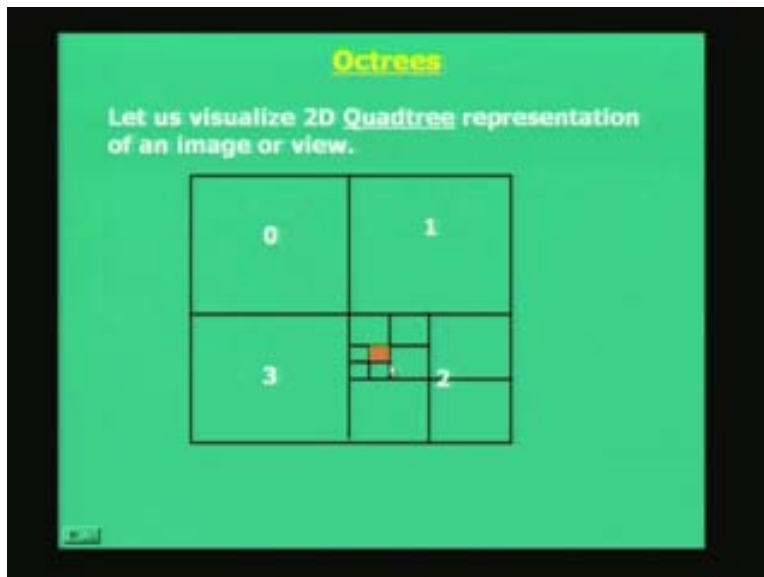 Octrees
Let us visualize 2D Quadtree representation
of an image or view.
0
1
3
2